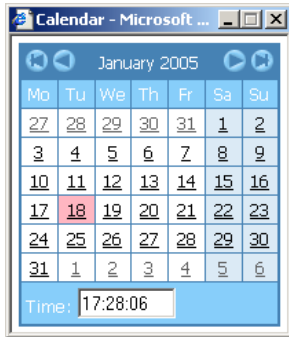 Calendar - Microsoft ...
January 2005
Mo Tu We Th Fr Sa Su
27 28 29 30 31 1 2
3 4 5 6 7 8 9
10 11 12 13 14 15 16
17 18 19 20 21 22 23
24 25 26 27 28 29 30
31 1 2 3 4 5 6
Time: 17:28:06